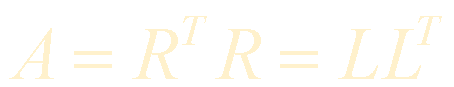 A = R^T R = LL^T